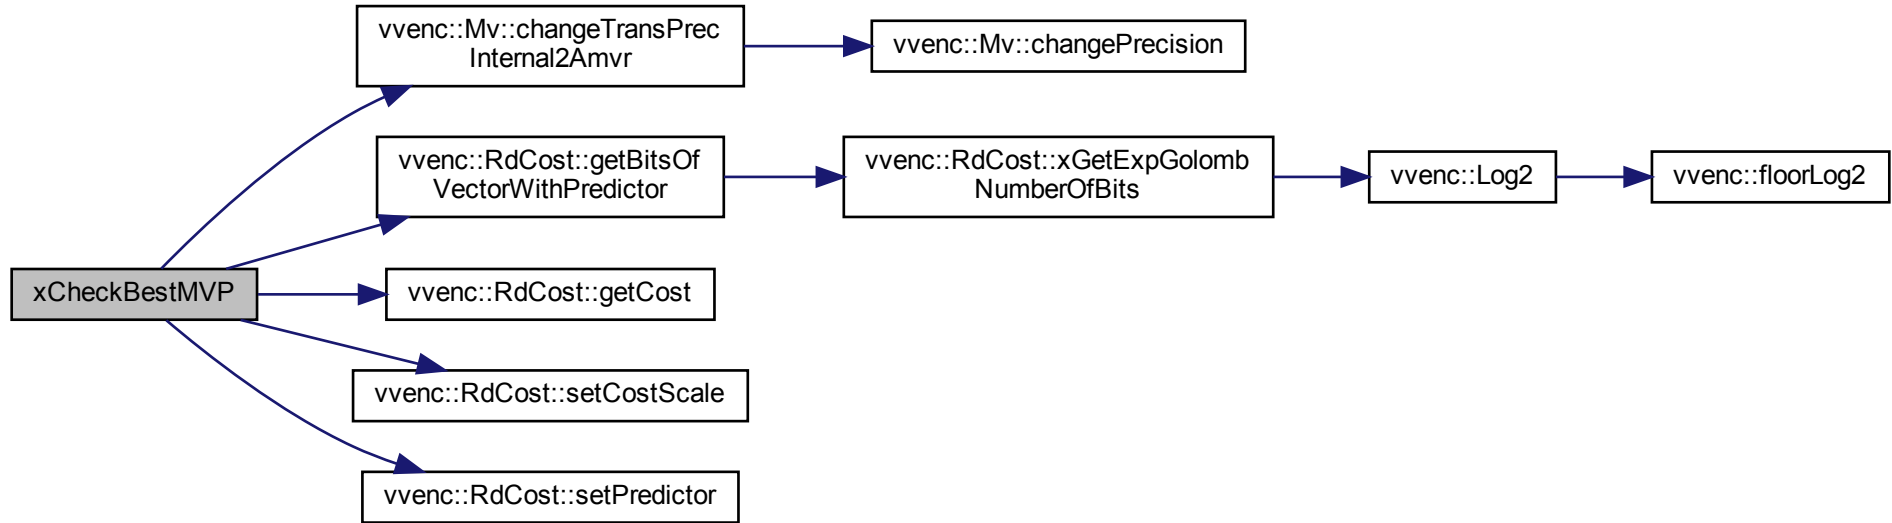 vvenc::Mv::changeTransPrec
Internal2Amvr
vvenc::Mv::changePrecision
vvenc::RdCost::getBitsOf
VectorWithPredictor
vvenc::RdCost::xGetExpGolomb
NumberOfBits
vvenc::Log2
vvenc::floorLog2
xCheckBestMVP
vvenc::RdCost::getCost
vvenc::RdCost::setCostScale
vvenc::RdCost::setPredictor